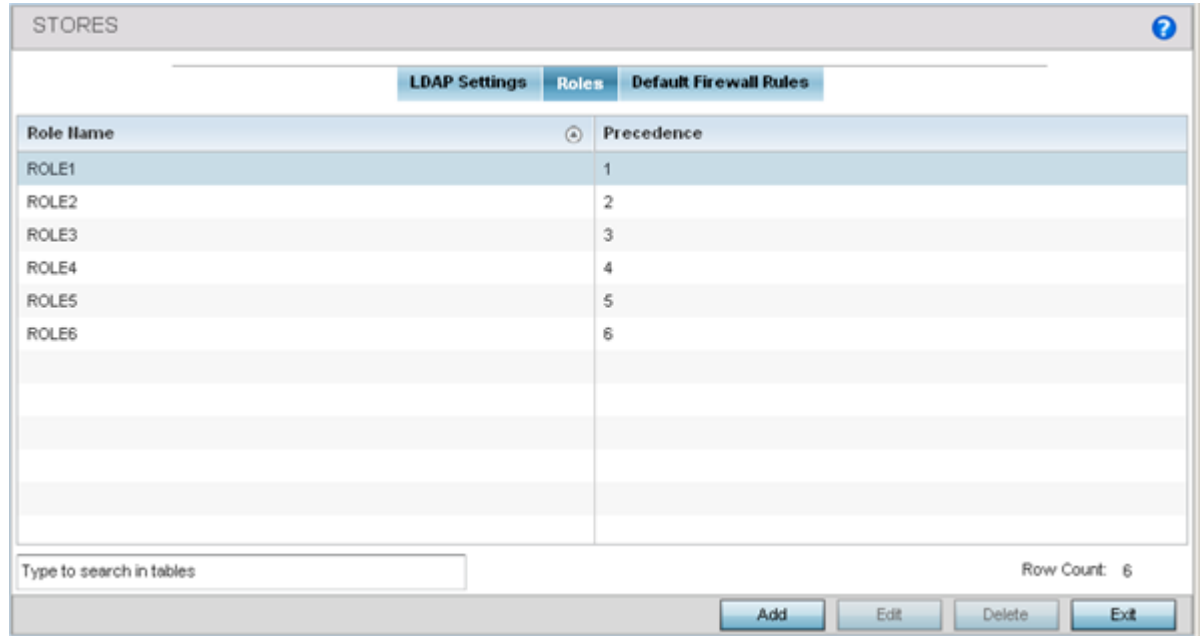 STORES
?
LDAP Settings Roles Default Firewall Rules
Role Name Precedence
ROLE1 1
ROLE2 2
ROLE3 3
ROLE4 4
ROLE5 5
ROLE6 6
Type to search in tables Row Count: 6
Add Edit Delete Exit